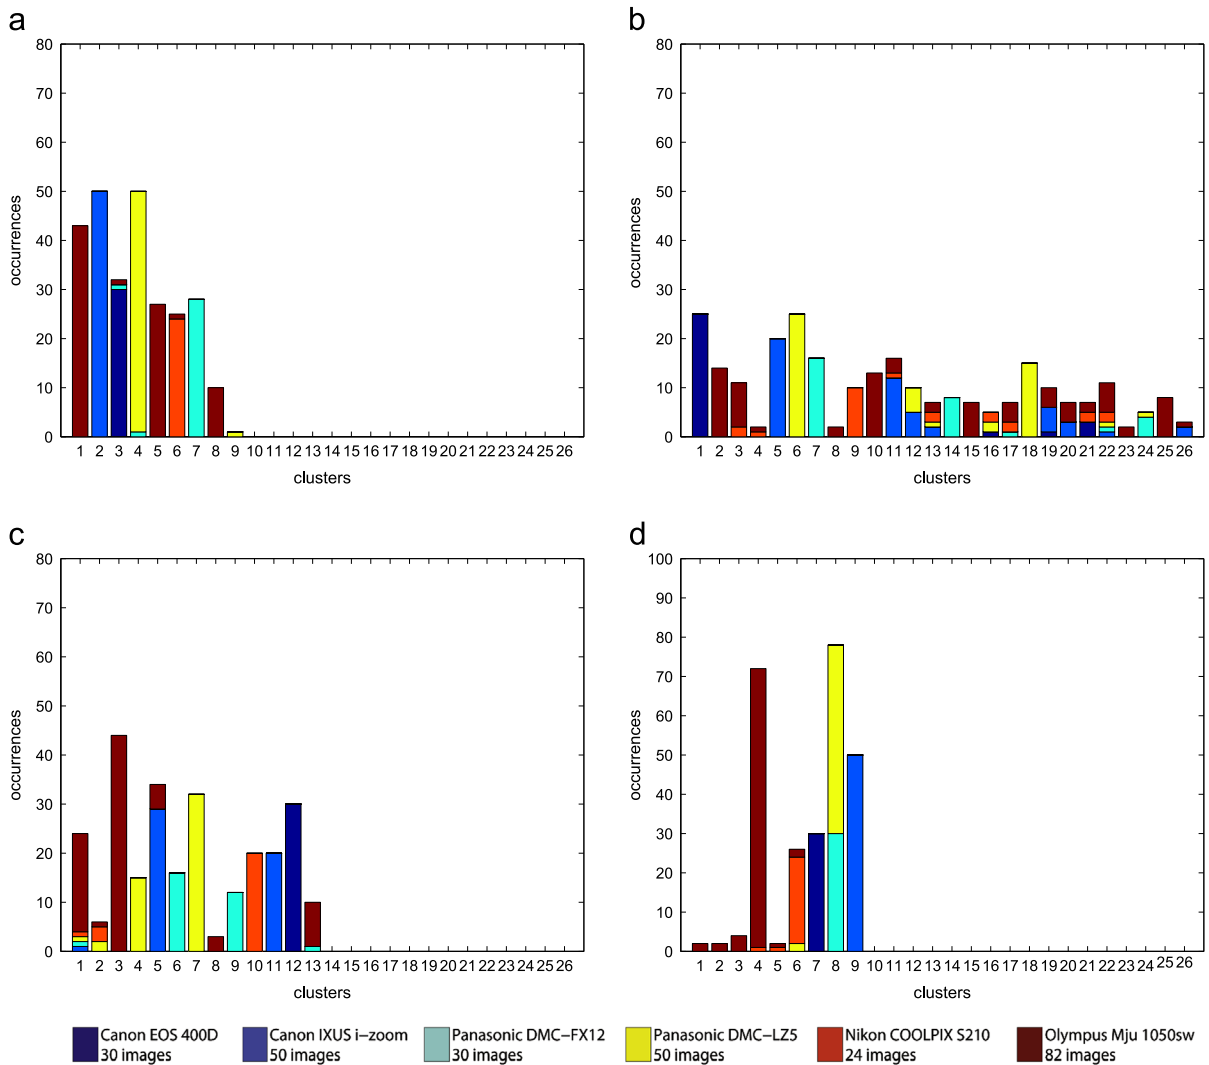 a
80
70
60
50
40
30
20
10
0
occurrences
1 2 3 4 5 6 7 8 9 10 11 12 13 14 15 16 17 18 19 20 21 22 23 24 25 26
clusters
b
80
70
60
50
40
30
20
10
0
occurrences
1 2 3 4 5 6 7 8 9 10 11 12 13 14 15 16 17 18 19 20 21 22 23 24 25 26
clusters
c
80
70
60
50
40
30
20
10
0
occurrences
1 2 3 4 5 6 7 8 9 10 11 12 13 14 15 16 17 18 19 20 21 22 23 24 25 26
clusters
d
100
90
80
70
60
50
40
30
20
10
0
occurrences
1 2 3 4 5 6 7 8 9 10 11 12 13 14 15 16 17 18 19 20 21 22 23 24 25 26
clusters
Canon EOS 400D
30 images
Canon IXUS i-zoom
50 images
Panasonic DMC-FX12
30 images
Panasonic DMC-LZ5
50 images
Nikon COOLPIX S210
24 images
Olympus Mju 1050sw
82 images